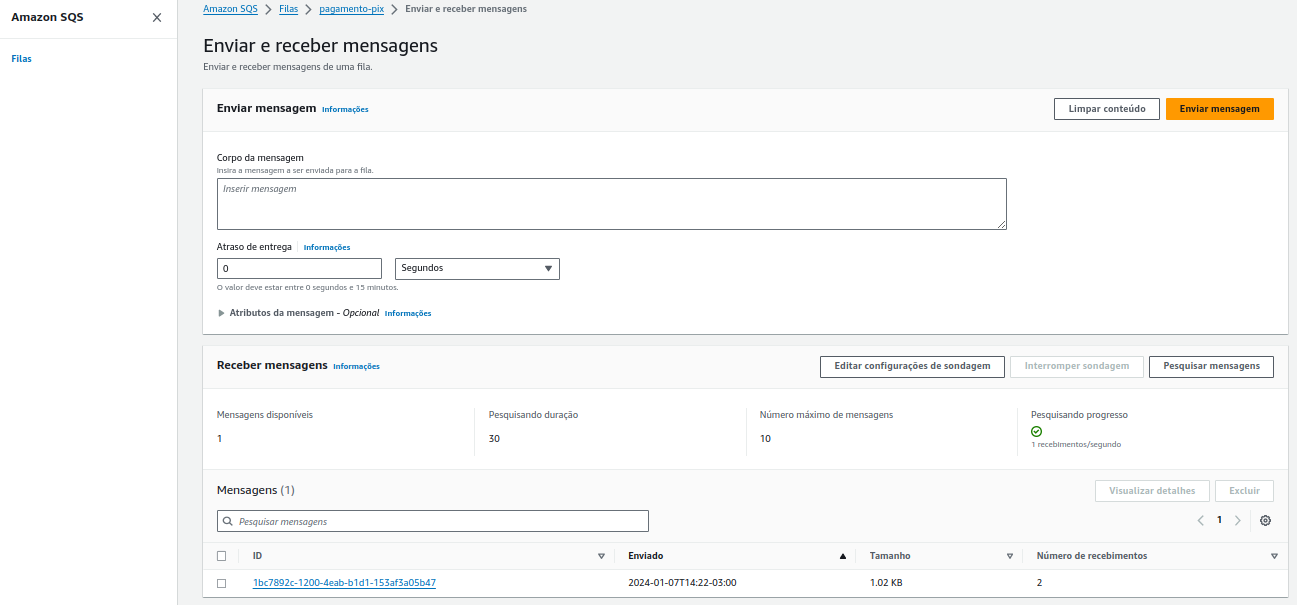 Amazon SQS
Filas
Amazon SQS > Filas > pagamento-pix > Enviar e receber mensagens
Enviar e receber mensagens
Enviar e receber mensagens de uma fila.
Enviar mensagem Informações
Limpar conteúdo Enviar mensagem
Corpo da mensagem
Insira a mensagem a ser enviada para a fila.
Inserir mensagem
Atraso de entrega Informações
0 Segundos
O valor deve estar entre 0 segundos e 15 minutos.
Atributos da mensagem - Opcional Informações
Receber mensagens Informações
Editar configurações de sondagem Interromper sondagem Pesquisar mensagens
Mensagens disponíveis Pesquisando duração Número máximo de mensagens Pesquisando progresso
1 30 10
1 recebimentos/segundo
Mensagens (1)
Visualizar detalhes Excluir
Pesquisar mensagens
1
ID Enviado Tamanho Número de recebimentos
1bc7892c-1200-4eab-b1d1-153af3a05b47 2024-01-07T14:22-03:00 1.02 KB 2